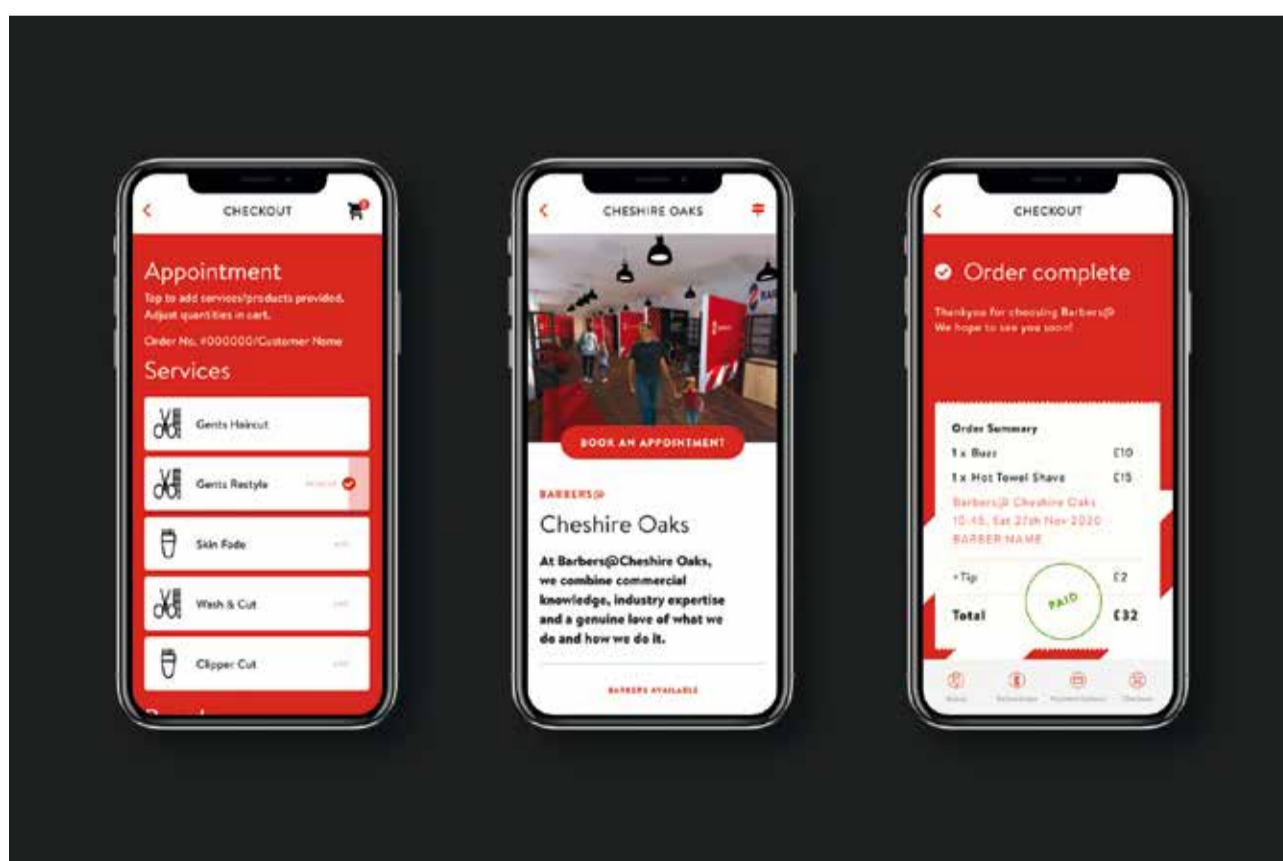 CHECKOUT
Appointment
Tap to add services/products provided.
Adjust quantities in cart.
Order No. #000000/Customer Name
Services
Gents Haircut
Gents Restyle
Skin Fade
Wash & Cut
Clipper Cut
CHESHIRE OAKS
BOOK AN APPOINTMENT
BARBERS@
Cheshire Oaks
At Barbers@Cheshire Oaks,
we combine commercial
knowledge, industry expertise
and a genuine love of what we
do and how we do it.
BARBERS AVAILABLE
CHECKOUT
Order complete
Thankyou for choosing Barbers@
We hope to see you soon!
Order Summary
1 x Buzz £10
1 x Hot Towel Shave £15
Barbers@ Cheshire Oaks
10:45, Sat 27th Nov 2020
BARBER NAME
+Tip £2
PAID
Total £32